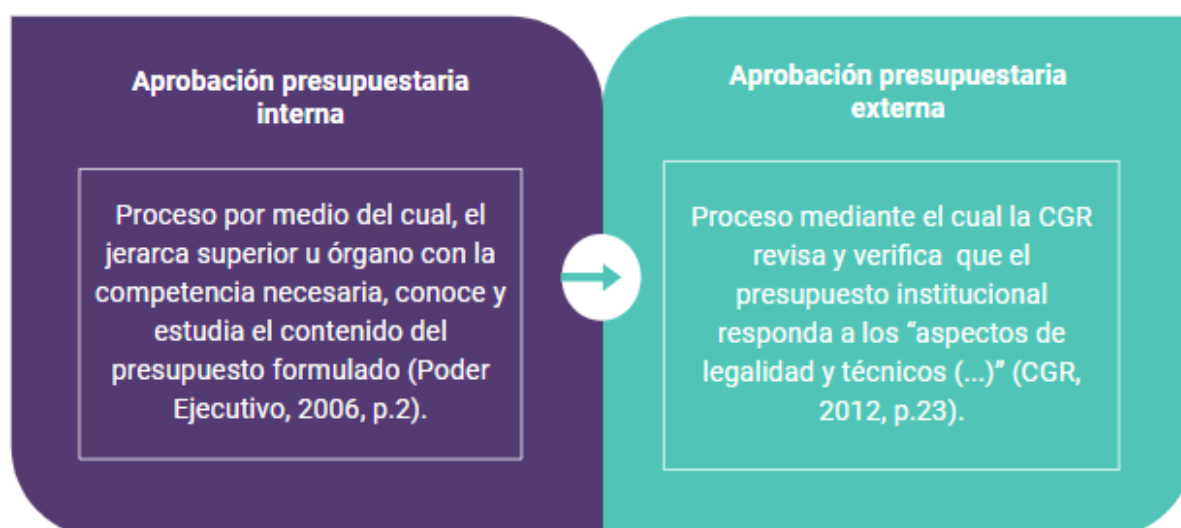 Aprobación presupuestaria
interna
Proceso por medio del cual, el
jerarca superior u órgano con la
competencia necesaria, conoce y
estudia el contenido del
presupuesto formulado (Poder
Ejecutivo, 2006, p.2).
Aprobación presupuestaria
externa
Proceso mediante el cual la CGR
revisa y verifica que el
presupuesto institucional
responda a los “aspectos de
legalidad y técnicos (...)” (CGR,
2012, p.23).